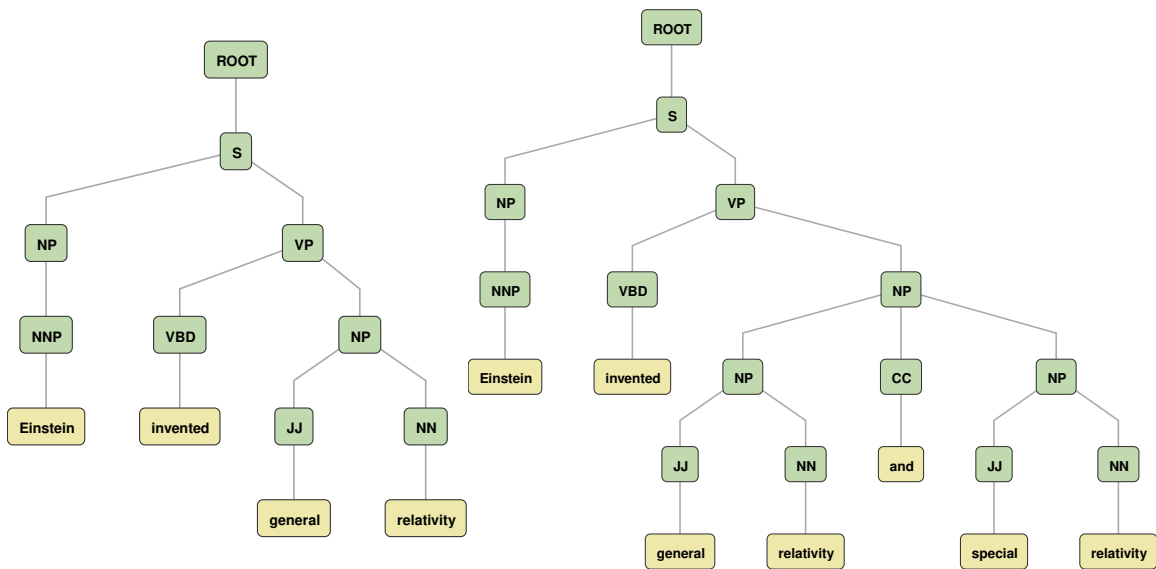 ROOT
S
NP VP
NNP VBD NP
Einstein invented JJ NN
general relativity
ROOT
S
NP VP
NNP VBD NP
Einstein invented NP CC NP
JJ NN and JJ NN
general relativity special relativity